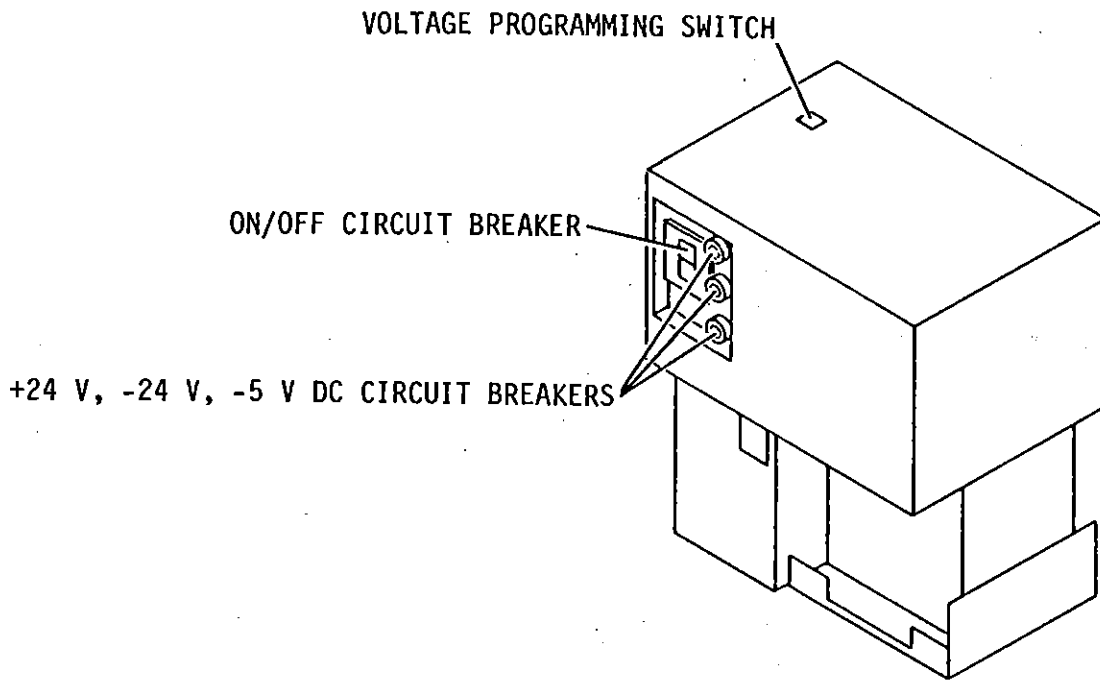 VOLTAGE PROGRAMMING SWITCH
ON/OFF CIRCUIT BREAKER
+24 V, -24 V, -5 V DC CIRCUIT BREAKERS